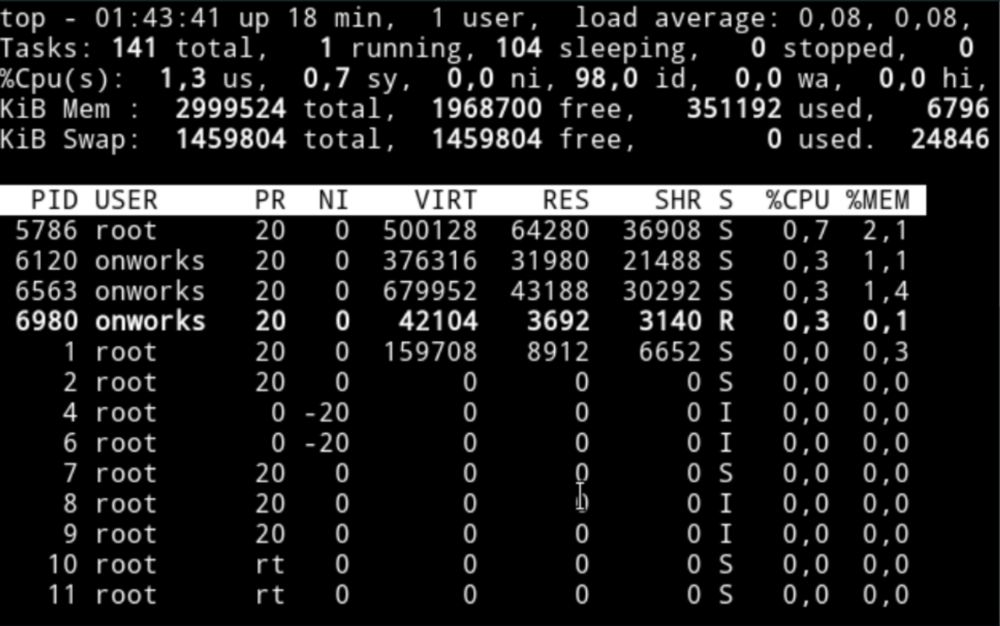 top - 01:43:41 up 18 min,  1 user,  load average: 0,08, 0,08,
Tasks: 141 total,   1 running, 104 sleeping,   0 stopped,   0
%Cpu(s):  1,3 us,  0,7 sy,  0,0 ni, 98,0 id,  0,0 wa,  0,0 hi,
KiB Mem :  2999524 total,  1968700 free,   351192 used,   6796
KiB Swap:  1459804 total,  1459804 free,        0 used.  24846
PID USER      PR  NI    VIRT    RES    SHR S  %CPU %MEM
5786 root      20   0  500128  64280  36908 S   0,7  2,1
6120 onworks   20   0  376316  31980  21488 S   0,3  1,1
6563 onworks   20   0  679952  43188  30292 S   0,3  1,4
6980 onworks   20   0   42104   3692   3140 R   0,3  0,1
1 root      20   0  159708   8912   6652 S   0,0  0,3
2 root      20   0       0      0      0 S   0,0  0,0
4 root       0 -20       0      0      0 I   0,0  0,0
6 root       0 -20       0      0      0 I   0,0  0,0
7 root      20   0       0      0      0 S   0,0  0,0
8 root      20   0       0      0      0 I   0,0  0,0
9 root      20   0       0      0      0 I   0,0  0,0
10 root      rt   0       0      0      0 S   0,0  0,0
11 root      rt   0       0      0      0 S   0,0  0,0